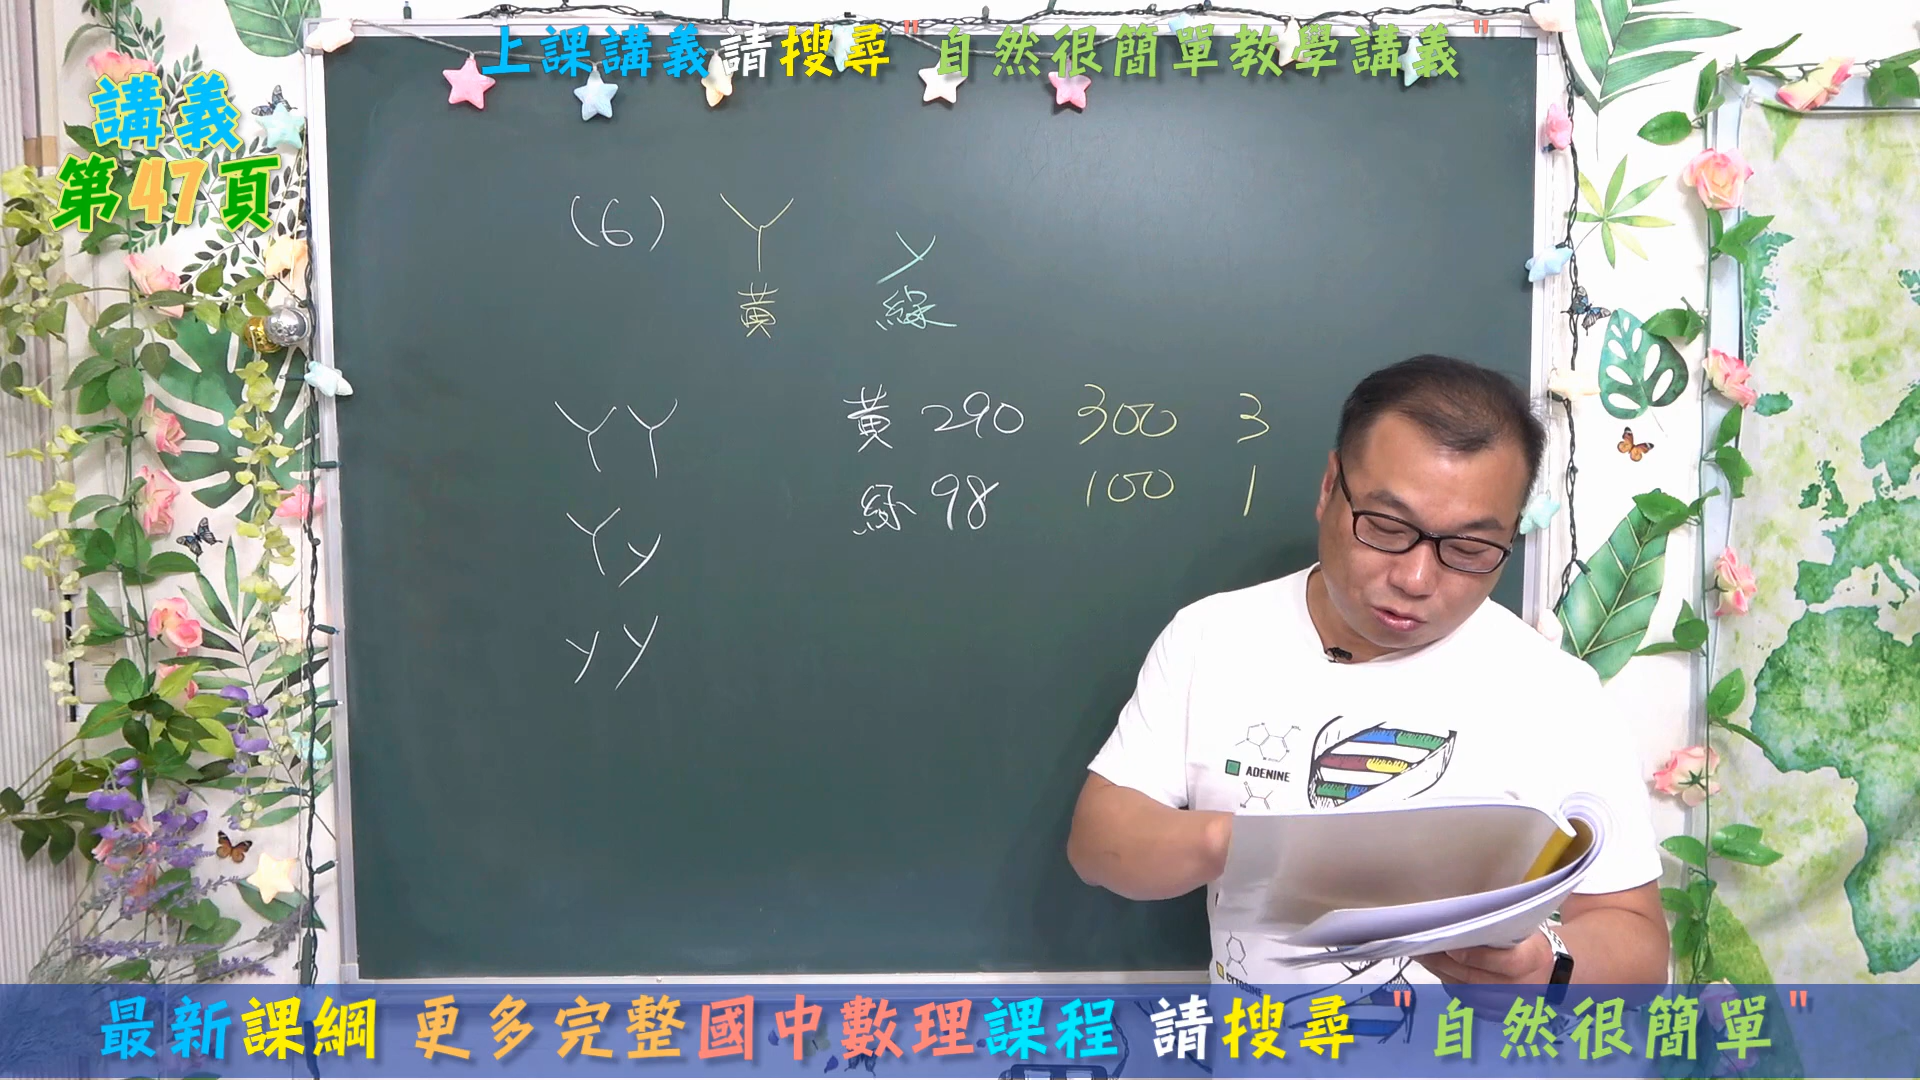 上課講義請搜尋"自然很簡單教學講義"
講義
第47頁
(6) Y y
黃 綠
YY
Yy
yy
黃 290 300 3
綠 98 100 1
ADENINE
CYTOSINE
最新課綱 更多完整國中數理課程 請搜尋"自然很簡單"